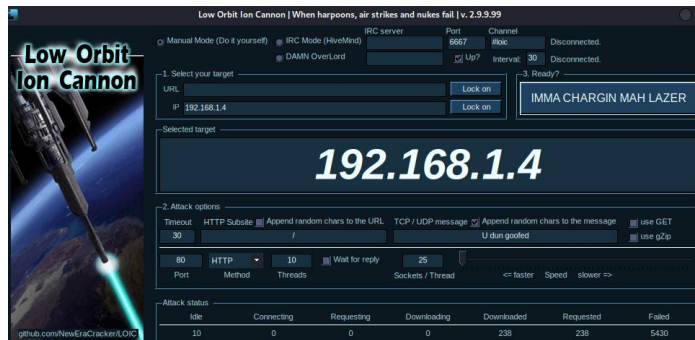 Low Orbit Ion Cannon | When harpoons, air strikes and nukes fail | v. 2.9.9.99
Low Orbit
Ion Cannon
IRC server
Port
Channel
Manual Mode (Do it yourself)
IRC Mode (HiveMind)
6667
#loic
Disconnected.
DAMN OverLord
Up?
Interval:
30
Disconnected.
1. Select your target
3. Ready?
URL
Lock on
IMMA CHARGIN MAH LAZER
IP
192.168.1.4
Lock on
Selected target
192.168.1.4
2. Attack options
Timeout
HTTP Subsite
Append random chars to the URL
TCP / UDP message
Append random chars to the message
use GET
30
/
U dun goofed
use gZip
80
HTTP
10
Wait for reply
25
Port
Method
Threads
Sockets / Thread
<= faster
Speed
slower =>
Attack status
Idle
Connecting
Requesting
Downloading
Downloaded
Requested
Failed
10
0
0
0
238
238
5430
github.com/NewEraCracker/LOIC